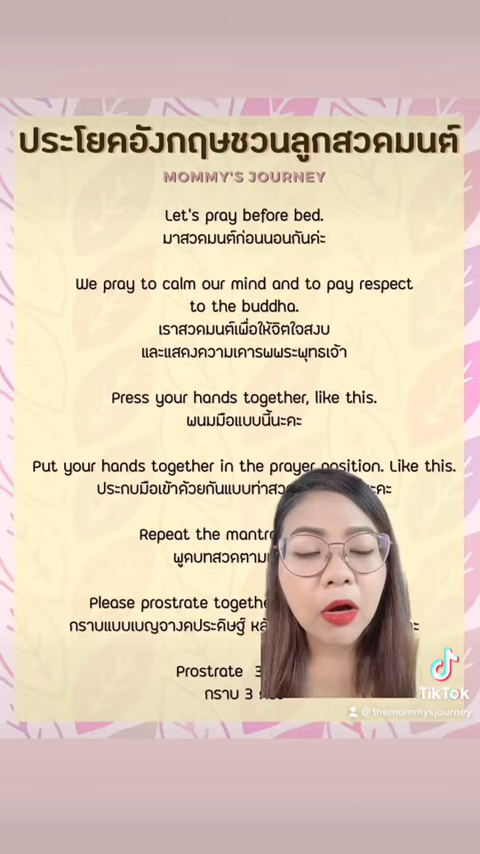 ประโยคอังกฤษชวนลูกสวดมนต์
MOMMY'S JOURNEY
Let's pray before bed.
มาสวดมนต์ก่อนนอนกันค่ะ
We pray to calm our mind and to pay respect
to the buddha.
เราสวดมนต์เพื่อให้จิตใจสงบ
และแสดงความเคารพพระพุทธเจ้า
Press your hands together, like this.
พนมมือแบบนี้นะคะ
Put your hands together in the prayer position. Like this.
ประกบมือเข้าด้วยกันแบบท่าสวด
Repeat the mantra
พูดบทสวดตาม
Please prostrate together
กราบแบบเบญจางคประดิษฐ์
Prostrate 3
กราบ 3 ครั้ง
TikTok
@themommysjourney